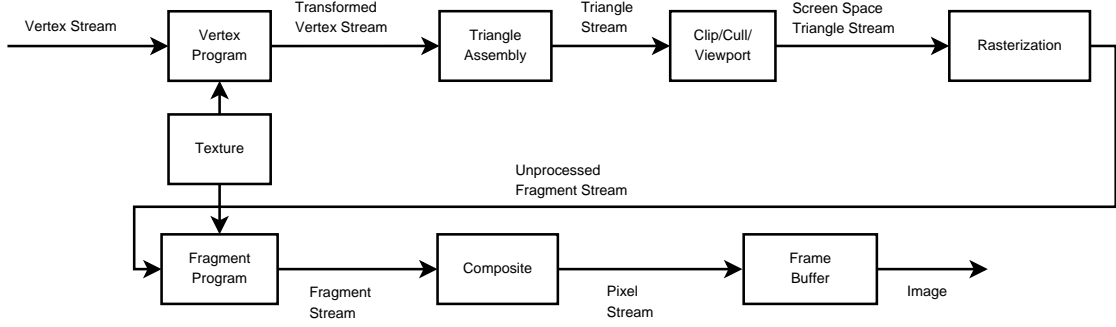 Vertex Stream
Vertex
Program
Transformed
Vertex Stream
Triangle
Assembly
Triangle
Stream
Clip/Cull/
Viewport
Screen Space
Triangle Stream
Rasterization
Texture
Unprocessed
Fragment Stream
Fragment
Program
Fragment
Stream
Composite
Pixel
Stream
Frame
Buffer
Image